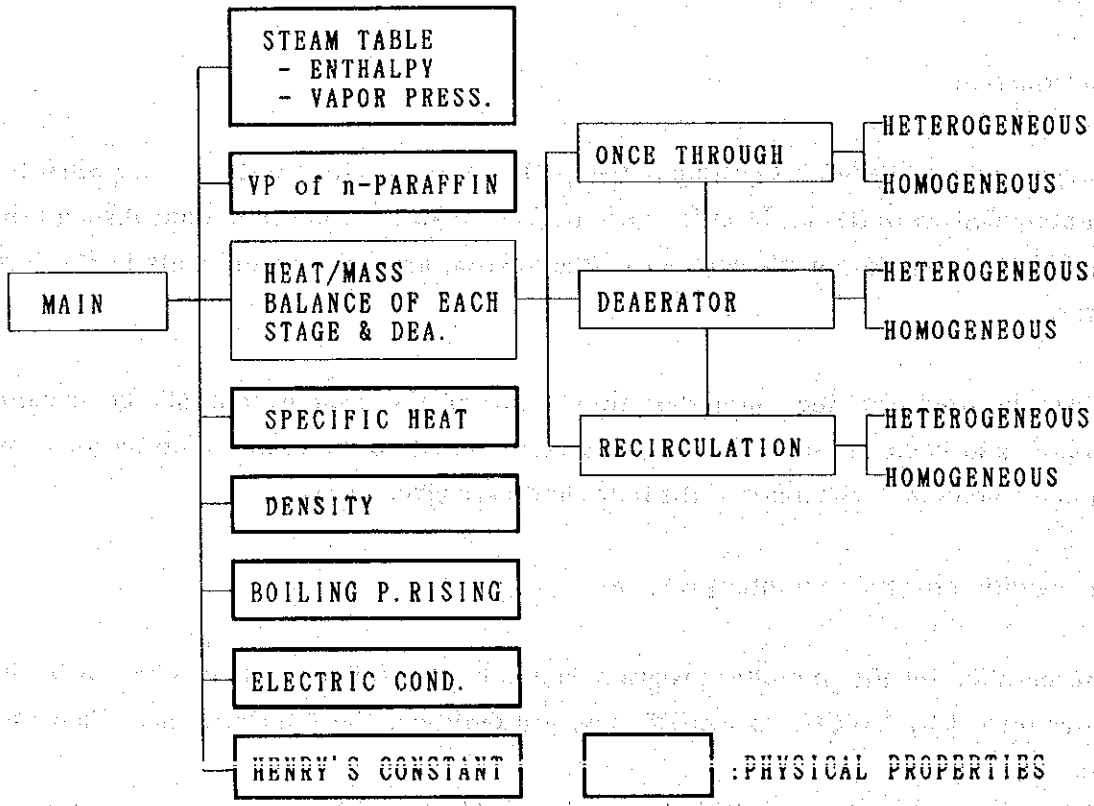 STEAM TABLE
- ENTHALPY
- VAPOR PRESS.
VP of n-PARAFFIN
HEAT/MASS
BALANCE OF EACH
STAGE & DEA.
MAIN
SPECIFIC HEAT
DENSITY
BOILING P.RISING
ELECTRIC COND.
HENRY'S CONSTANT
ONCE THROUGH
HETEROGENEOUS
HOMOGENEOUS
DEAERATOR
HETEROGENEOUS
HOMOGENEOUS
RECIRCULATION
HETEROGENEOUS
HOMOGENEOUS
:PHYSICAL PROPERTIES